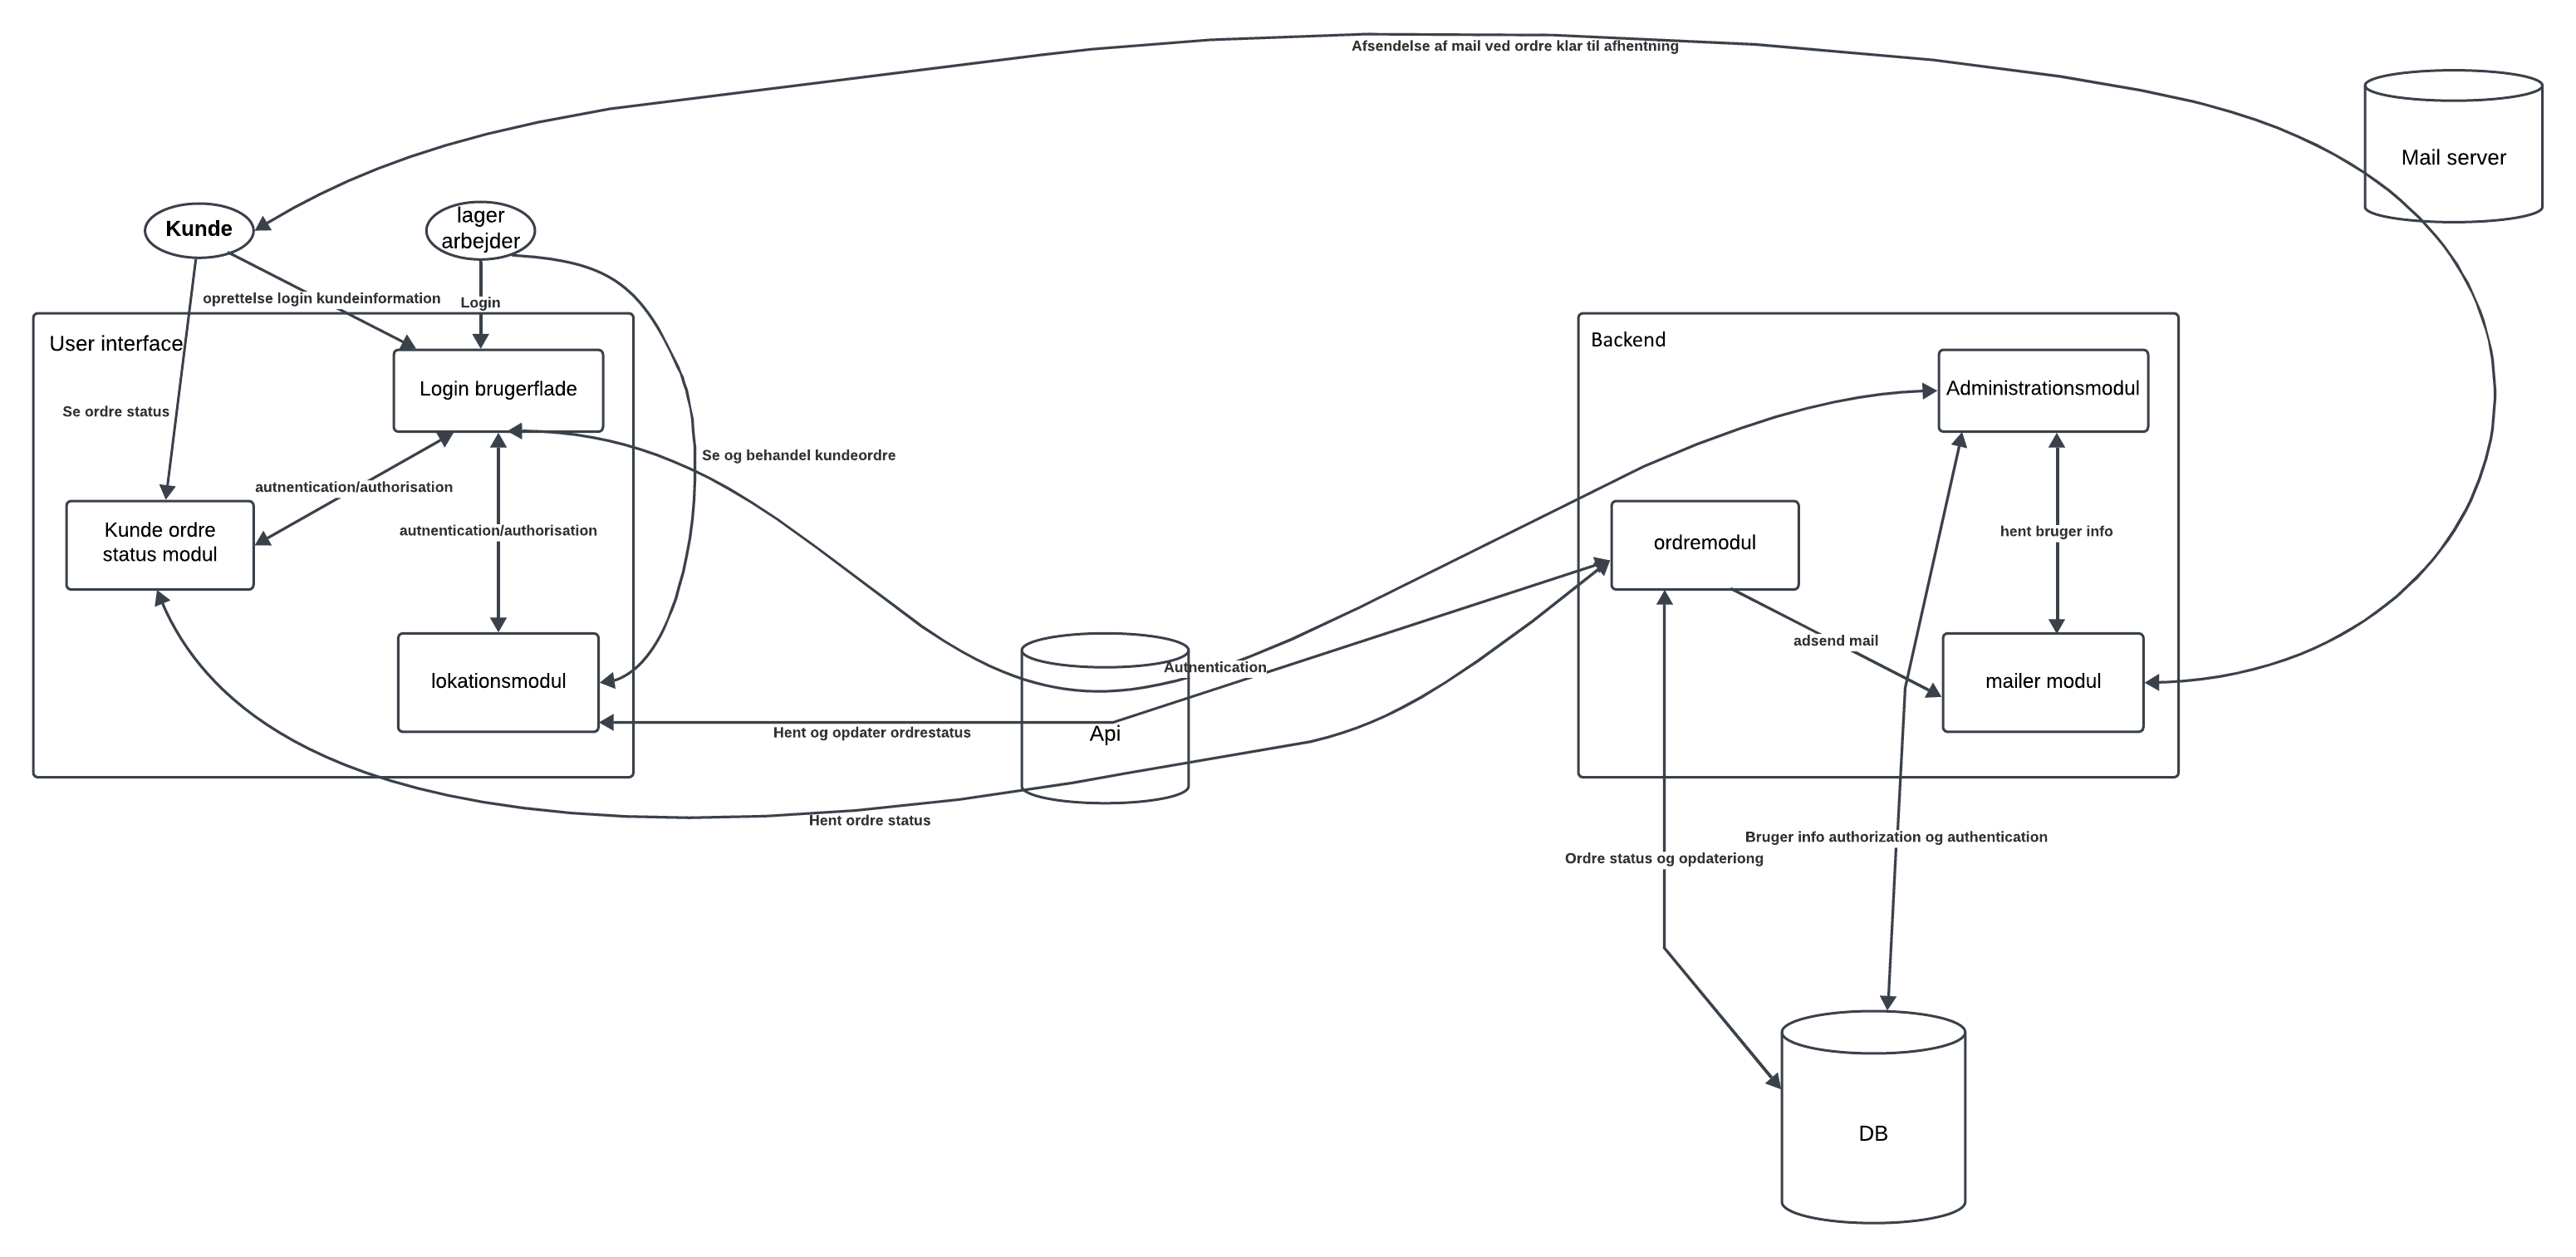 Afsendelse af mail ved ordre klar til afhentning
Mail server
Kunde
lager
arbejder
oprettelse login kundeinformation
Login
User interface
Backend
Login brugerflade
Administrationsmodul
Se ordre status
Se og behandel kundeordre
autnentication/authorisation
Kunde ordre
status modul
autnentication/authorisation
ordremodul
hent bruger info
adsend mail
Autnentication
lokationsmodul
mailer modul
Hent og opdater ordrestatus
Api
Hent ordre status
Bruger info authorization og authentication
Ordre status og opdateriong
DB